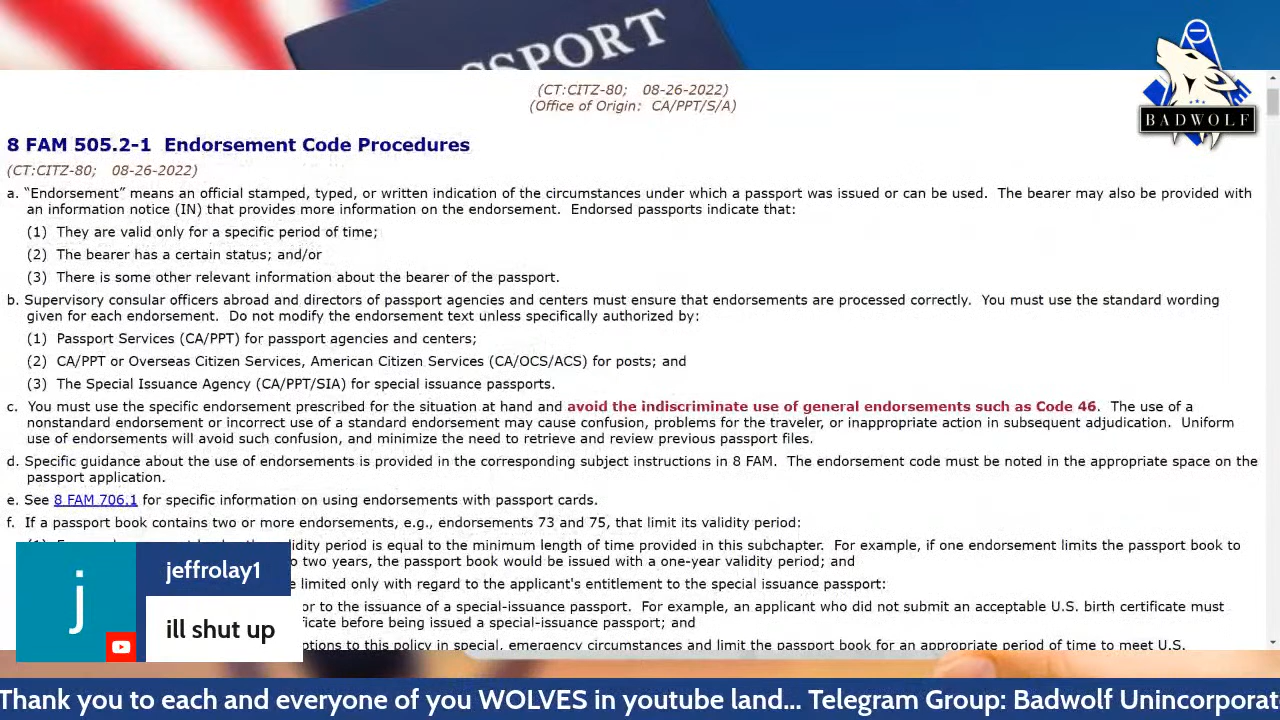 SSPORT
BADWOLF
(CT:CITZ-80; 08-26-2022)
(Office of Origin: CA/PPT/S/A)
8 FAM 505.2-1 Endorsement Code Procedures
(CT:CITZ-80; 08-26-2022)
a. “Endorsement” means an official stamped, typed, or written indication of the circumstances under which a passport was issued or can be used. The bearer may also be provided with
an information notice (IN) that provides more information on the endorsement. Endorsed passports indicate that:
(1) They are valid only for a specific period of time;
(2) The bearer has a certain status; and/or
(3) There is some other relevant information about the bearer of the passport.
b. Supervisory consular officers abroad and directors of passport agencies and centers must ensure that endorsements are processed correctly. You must use the standard wording
given for each endorsement. Do not modify the endorsement text unless specifically authorized by:
(1) Passport Services (CA/PPT) for passport agencies and centers;
(2) CA/PPT or Overseas Citizen Services, American Citizen Services (CA/OCS/ACS) for posts; and
(3) The Special Issuance Agency (CA/PPT/SIA) for special issuance passports.
c. You must use the specific endorsement prescribed for the situation at hand and avoid the indiscriminate use of general endorsements such as Code 46. The use of a
nonstandard endorsement or incorrect use of a standard endorsement may cause confusion, problems for the traveler, or inappropriate action in subsequent adjudication. Uniform
use of endorsements will avoid such confusion, and minimize the need to retrieve and review previous passport files.
d. Specific guidance about the use of endorsements is provided in the corresponding subject instructions in 8 FAM. The endorsement code must be noted in the appropriate space on the
passport application.
e. See 8 FAM 706.1 for specific information on using endorsements with passport cards.
f. If a passport book contains two or more endorsements, e.g., endorsements 73 and 75, that limit its validity period:
period is equal to the minimum length of time provided in this subchapter. For example, if one endorsement limits the passport book to
two years, the passport book would be issued with a one-year validity period; and
limited only with regard to the applicant's entitlement to the special issuance passport:
to the issuance of a special-issuance passport. For example, an applicant who did not submit an acceptable U.S. birth certificate must
before being issued a special-issuance passport; and
to this policy in special, emergency circumstances and limit the passport book for an appropriate period of time to meet U.S.
j
jeffrolay1
ill shut up
Thank you to each and everyone of you WOLVES in youtube land... Telegram Group: Badwolf Unincorporat